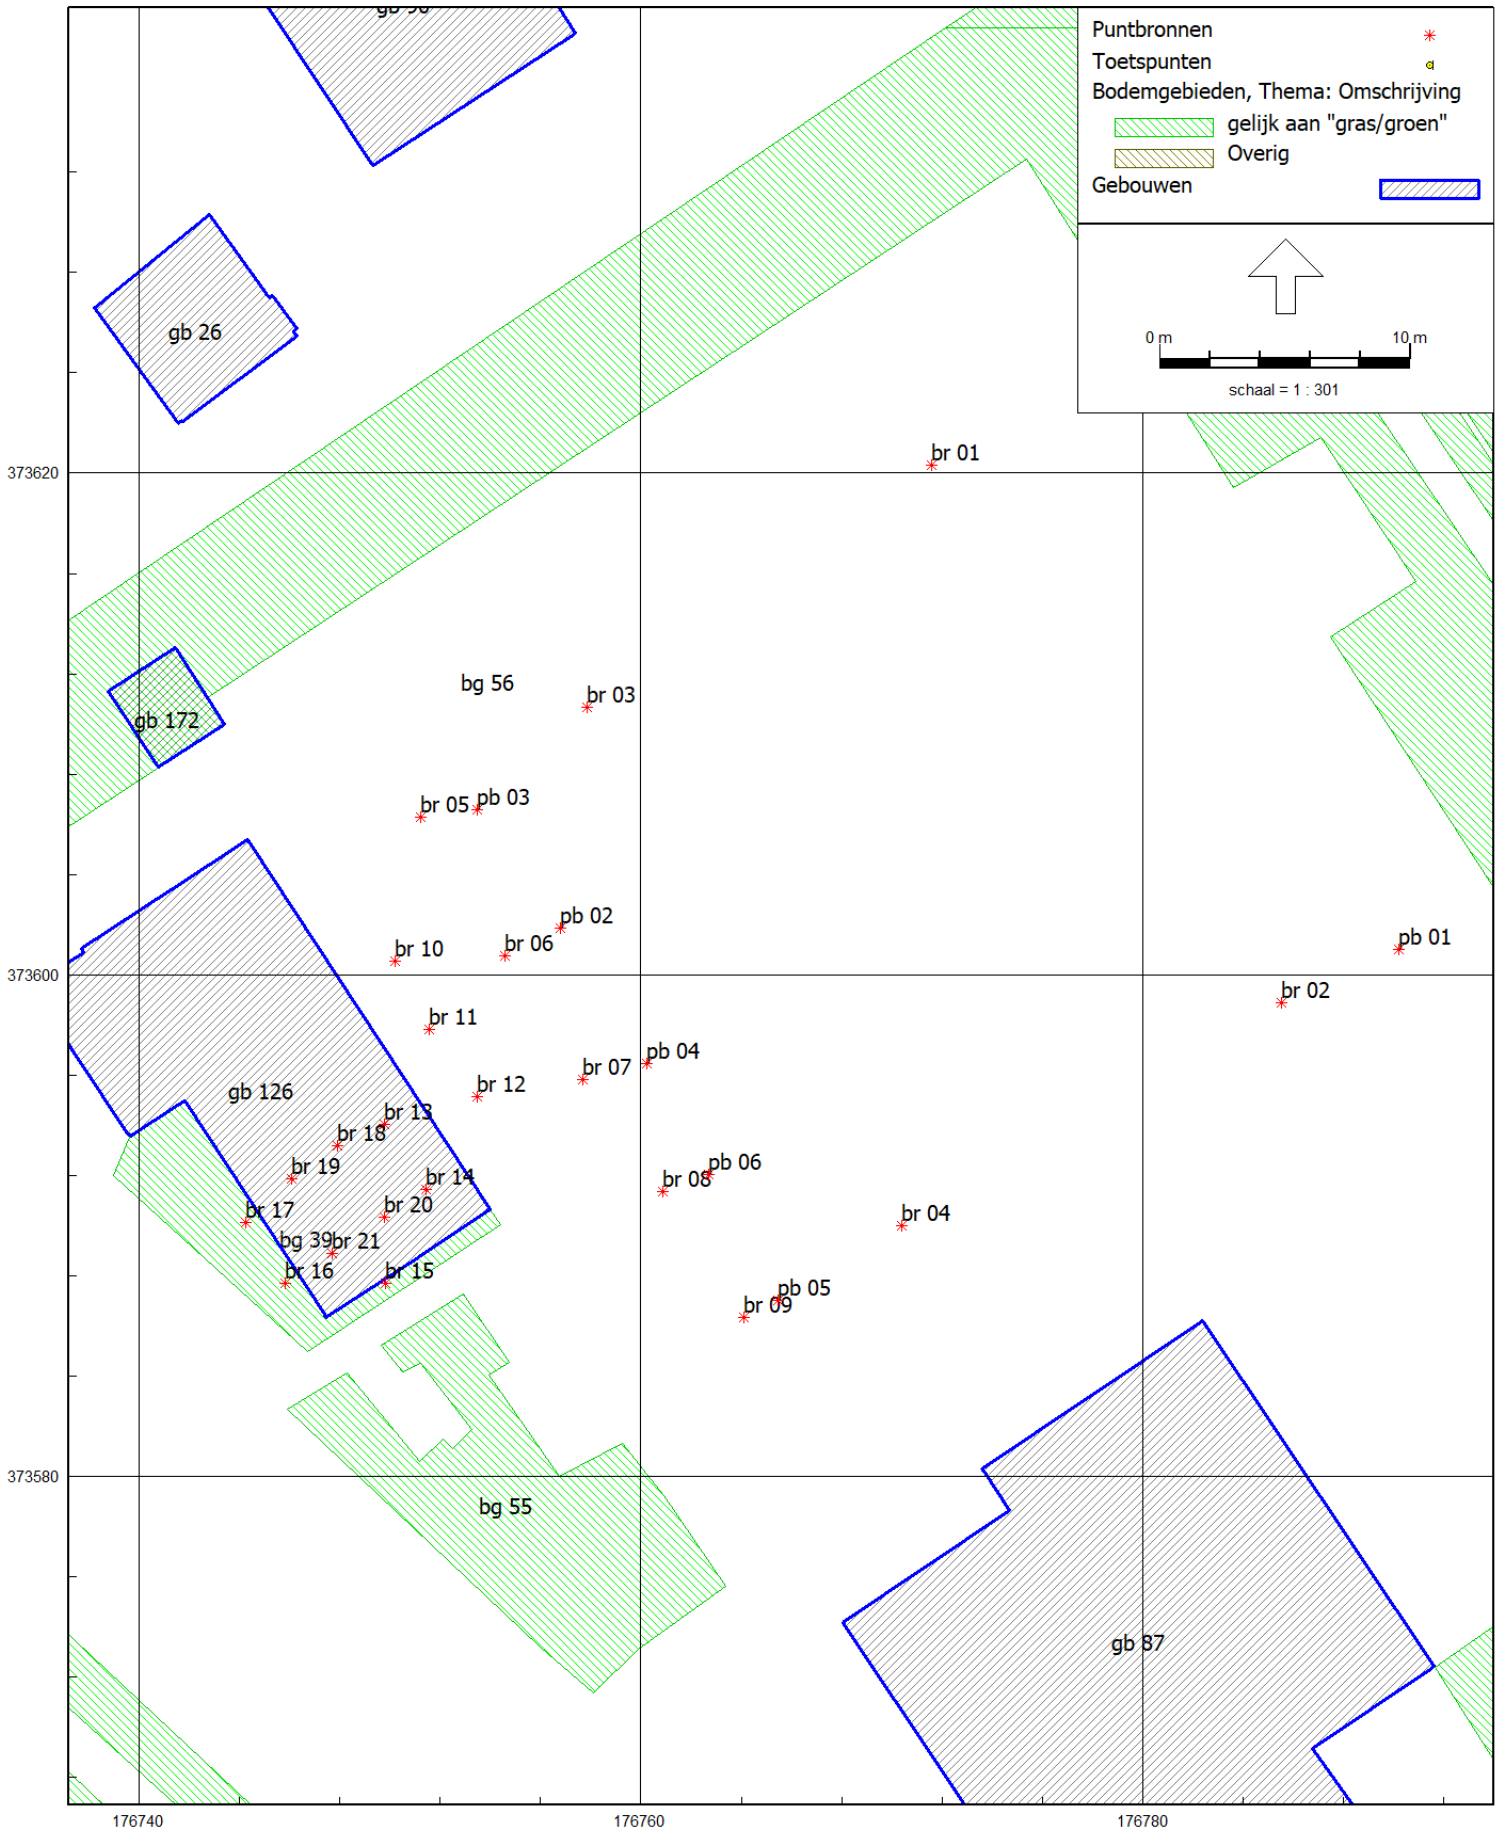 gb 90
Puntbronnen
Toetspunten
Bodemgebieden, Thema: Omschrijving
gelijk aan "gras/groen"
Overig
Gebouwen
gb 26
0 m
10 m
schaal = 1 : 301
br 01
373620
bg 56
br 03
gb 172
br 05
pb 03
pb 02
br 10
br 06
pb 01
373600
br 02
br 11
pb 04
br 07
gb 126
br 12
br 13
br 18
pb 06
br 19
br 14
br 08
br 17
br 20
br 04
bg 39
br 21
br 16
br 15
pb 05
br 09
373580
bg 55
gb 87
176740
176760
176780